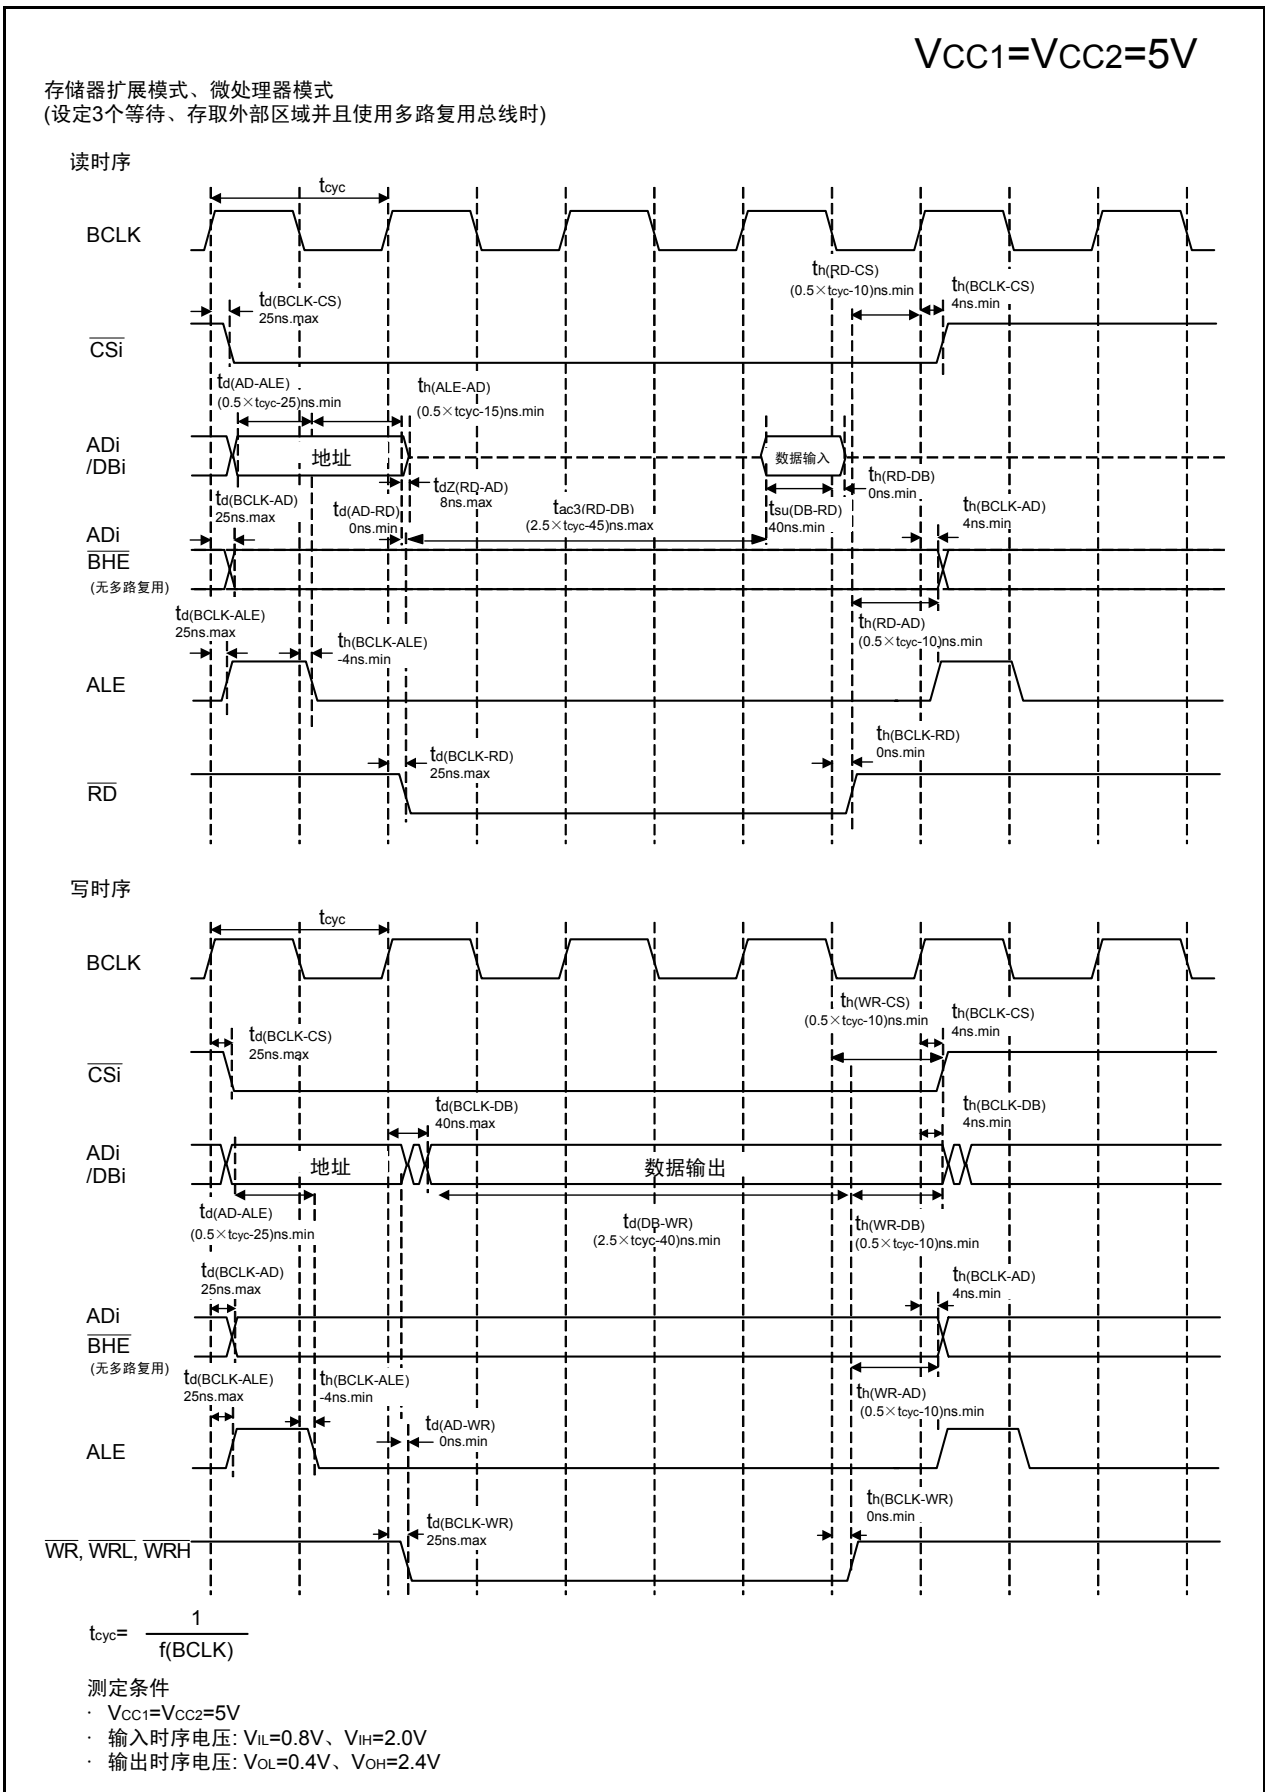 VCC1=VCC2=5V
存储器扩展模式、微处理器模式
(设定3个等待、存取外部区域并且使用多路复用总线时)
读时序
tcyc
BCLK
th(RD-CS)
(0.5×tcyc-10)ns.min
th(BCLK-CS)
4ns.min
td(BCLK-CS)
25ns.max
CSi
td(AD-ALE)
(0.5×tcyc-25)ns.min
th(ALE-AD)
(0.5×tcyc-15)ns.min
ADi
/DBi
地址
数据输入
td(BCLK-AD)
25ns.max
td(AD-RD)
0ns.min
tdZ(RD-AD)
8ns.max
tac3(RD-DB)
(2.5×tcyc-45)ns.max
tsu(DB-RD)
40ns.min
th(RD-DB)
0ns.min
th(BCLK-AD)
4ns.min
ADi
BHE
(无多路复用)
td(BCLK-ALE)
25ns.max
th(BCLK-ALE)
-4ns.min
th(RD-AD)
(0.5×tcyc-10)ns.min
ALE
td(BCLK-RD)
25ns.max
th(BCLK-RD)
0ns.min
RD
写时序
tcyc
BCLK
th(WR-CS)
(0.5×tcyc-10)ns.min
th(BCLK-CS)
4ns.min
td(BCLK-CS)
25ns.max
CSi
td(BCLK-DB)
40ns.max
th(BCLK-DB)
4ns.min
ADi
/DBi
地址
数据输出
td(AD-ALE)
(0.5×tcyc-25)ns.min
td(DB-WR)
(2.5×tcyc-40)ns.min
th(WR-DB)
(0.5×tcyc-10)ns.min
td(BCLK-AD)
25ns.max
th(BCLK-AD)
4ns.min
ADi
BHE
(无多路复用)
td(BCLK-ALE)
25ns.max
th(BCLK-ALE)
-4ns.min
th(WR-AD)
(0.5×tcyc-10)ns.min
td(AD-WR)
0ns.min
ALE
td(BCLK-WR)
25ns.max
th(BCLK-WR)
0ns.min
WR, WRL, WRH
tcyc= 1
f(BCLK)
测定条件
· VCC1=VCC2=5V
· 输入时序电压: VIL=0.8V、VIH=2.0V
· 输出时序电压: VOL=0.4V、VOH=2.4V